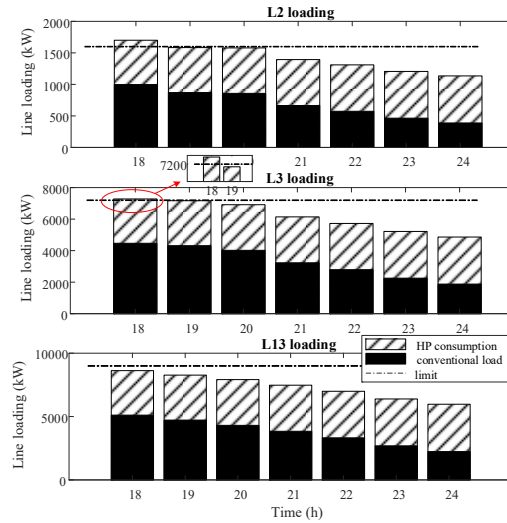 L2 loading
2000
1500
1000
500
0
Line loading (kW)
18 19 20 21 22 23 24
7200
18 19
L3 loading
8000
6000
4000
2000
0
Line loading (kW)
18 19 20 21 22 23 24
L13 loading
10000
5000
0
Line loading (kW)
HP consumption
conventional load
limit
18 19 20 21 22 23 24
Time (h)